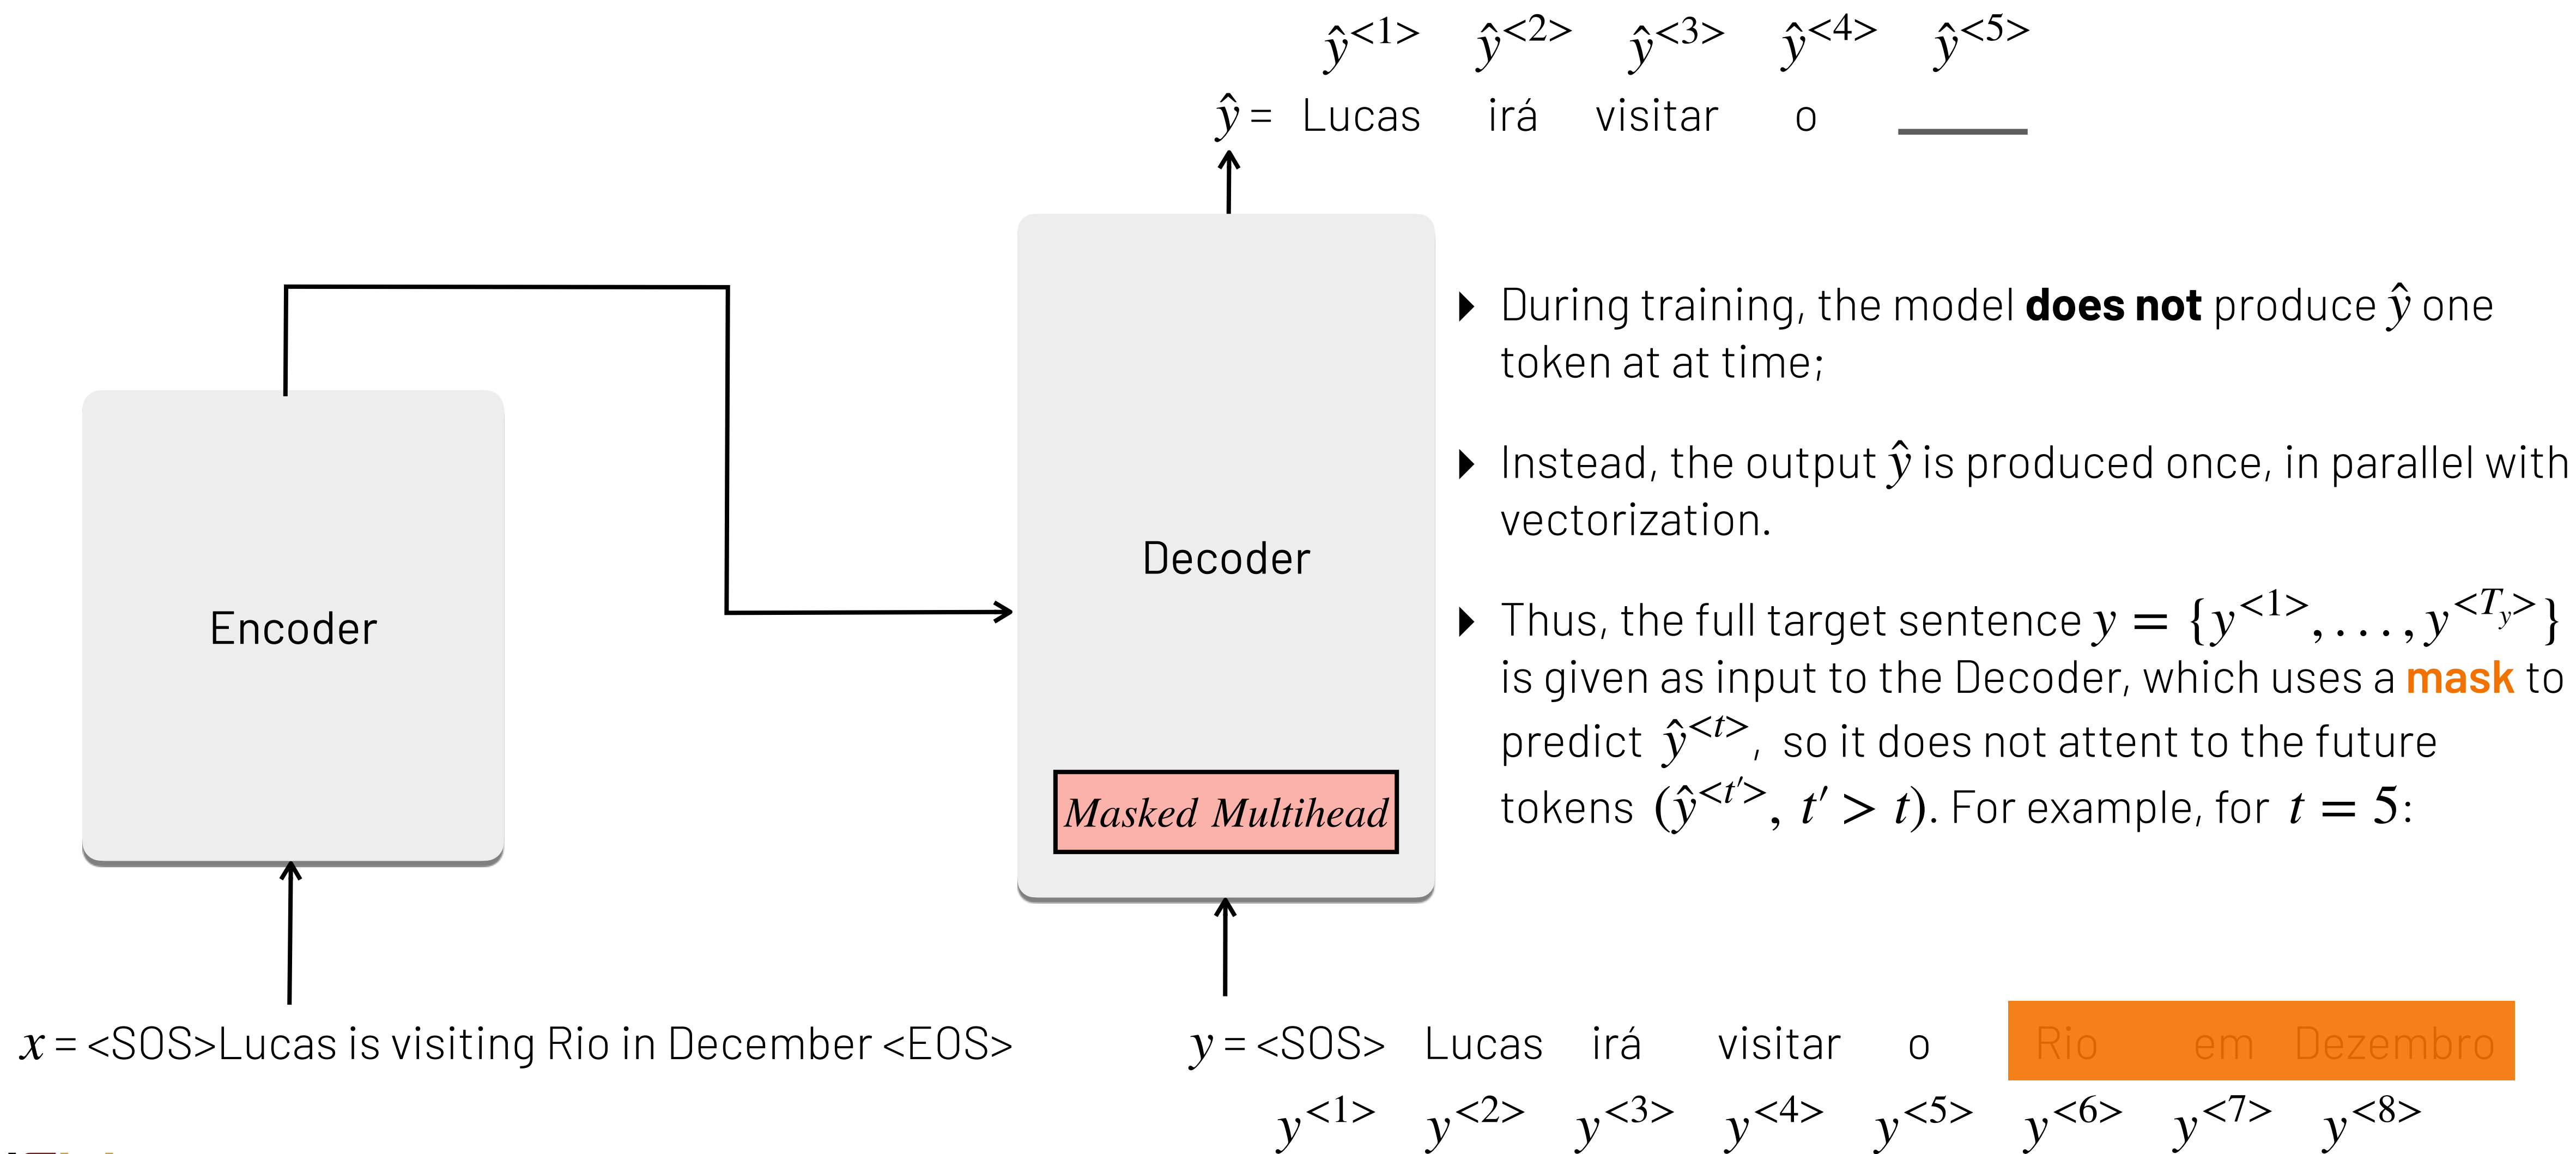 ŷ<1> ŷ<2> ŷ<3> ŷ<4> ŷ<5>
ŷ = Lucas irá visitar o ____
▸ During training, the model does not produce ŷ one
token at at time;
▸ Instead, the output ŷ is produced once, in parallel with
vectorization.
▸ Thus, the full target sentence y = {y<1>, . . . , y<T_y>}
is given as input to the Decoder, which uses a mask to
predict ŷ<t>, so it does not attent to the future
tokens (ŷ<t′>, t′ > t). For example, for t = 5:
Encoder
Decoder
Masked Multihead
x = <SOS>Lucas is visiting Rio in December <EOS>
y = <SOS> Lucas irá visitar o Rio em Dezembro
y<1> y<2> y<3> y<4> y<5> y<6> y<7> y<8>